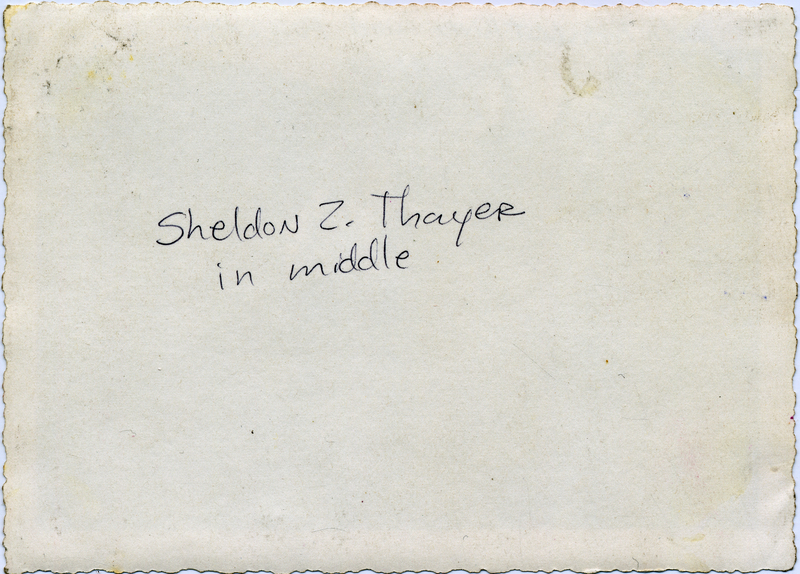 Sheldon Z. Thayer
in middle